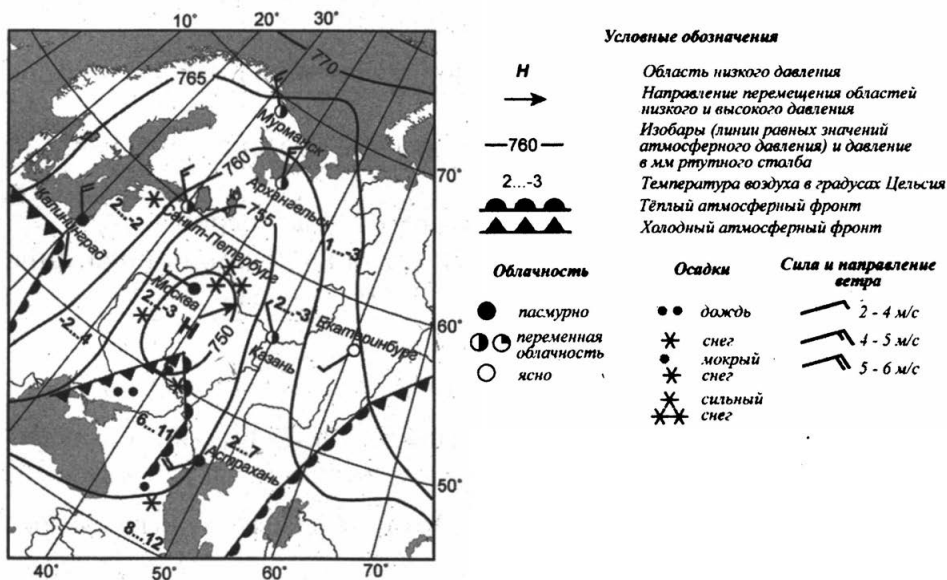 10°
20°
30°
770
765
Мурманск
70°
760
Архангельск
Калининград
2...-2
Санкт-Петербург
755
1...-3
Москва
2...-3
Н
750
2...-3
Екатеринбург
60°
-2...4
Казань
6...11
2...7
Астрахань
50°
8...12
40°
50°
60°
70°
Условные обозначения
Н Область низкого давления
Направление перемещения областей
низкого и высокого давления
Изобары (линии равных значений
760 атмосферного давления) и давление
в мм ртутного столба
2...-3 Температура воздуха в градусах Цельсия
Тёплый атмосферный фронт
Холодный атмосферный фронт
Облачность
пасмурно
переменная
облачность
ясно
Осадки
дождь
снег
мокрый
снег
сильный
снег
Сила и направление
ветра
2 - 4 м/с
4 - 5 м/с
5 - 6 м/с